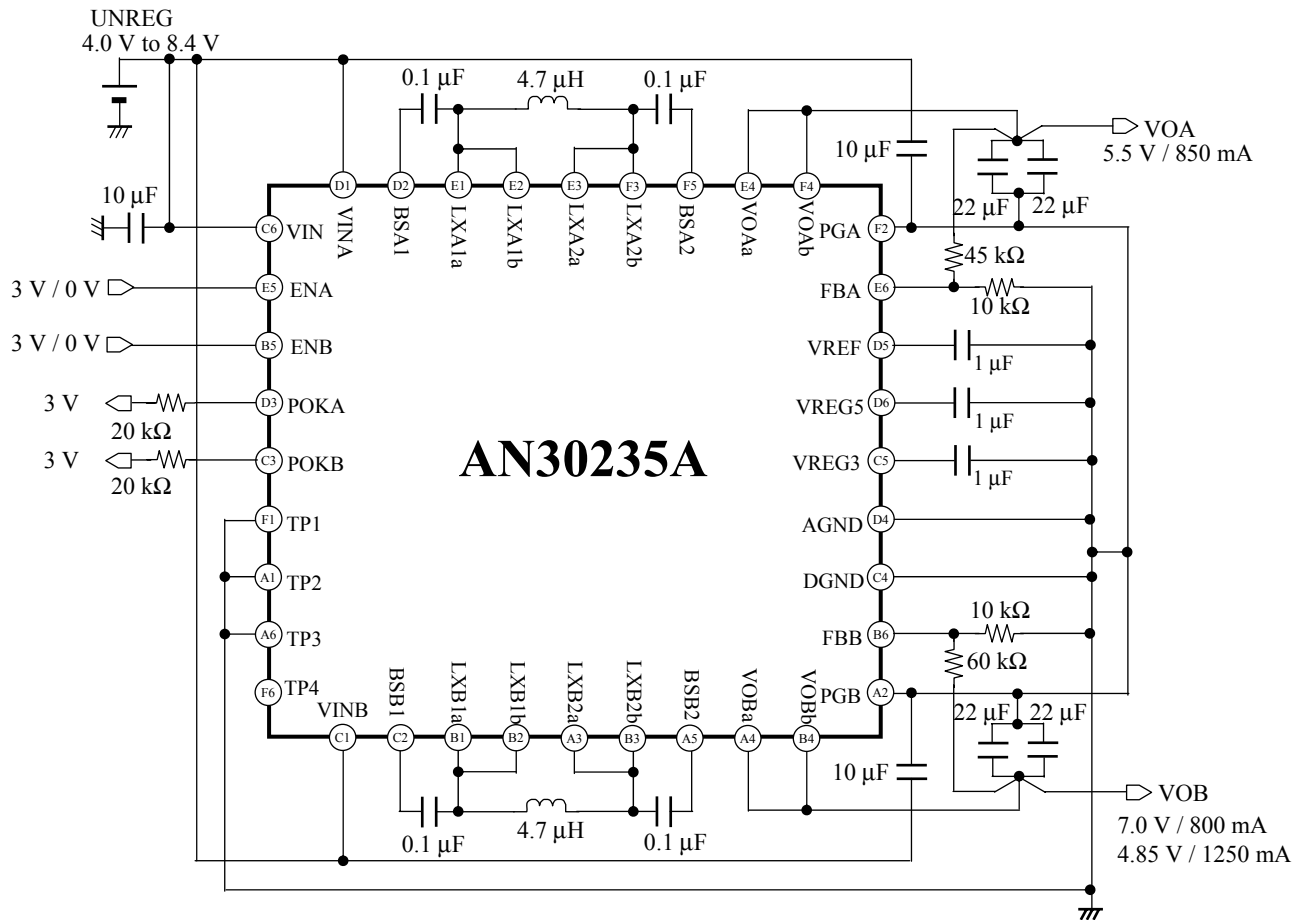 UNREG
4.0 V to 8.4 V
0.1 µF
4.7 µH
0.1 µF
10 µF
VOA
5.5 V / 850 mA
22 µF
22 µF
10 µF
D1
D2
E1
E2
E3
F3
F5
E4
F4
VINA
BSA1
LXA1a
LXA1b
LXA2a
LXA2b
BSA2
VOAa
VOAb
C6
VIN
PGA
F2
45 kΩ
3 V / 0 V
E5
ENA
FBA
E6
10 kΩ
3 V / 0 V
B5
ENB
VREF
D5
1 µF
3 V
20 kΩ
D3
POKA
VREG5
D6
1 µF
3 V
20 kΩ
C3
POKB
VREG3
C5
1 µF
AN30235A
F1
TP1
AGND
D4
A1
TP2
DGND
C4
A6
TP3
FBB
B6
10 kΩ
60 kΩ
F6
TP4
PGB
A2
VINB
BSB1
LXB1a
LXB1b
LXB2a
LXB2b
BSB2
VOBa
VOBb
C1
C2
B1
B2
A3
B3
A5
A4
B4
22 µF
22 µF
10 µF
0.1 µF
4.7 µH
0.1 µF
VOB
7.0 V / 800 mA
4.85 V / 1250 mA